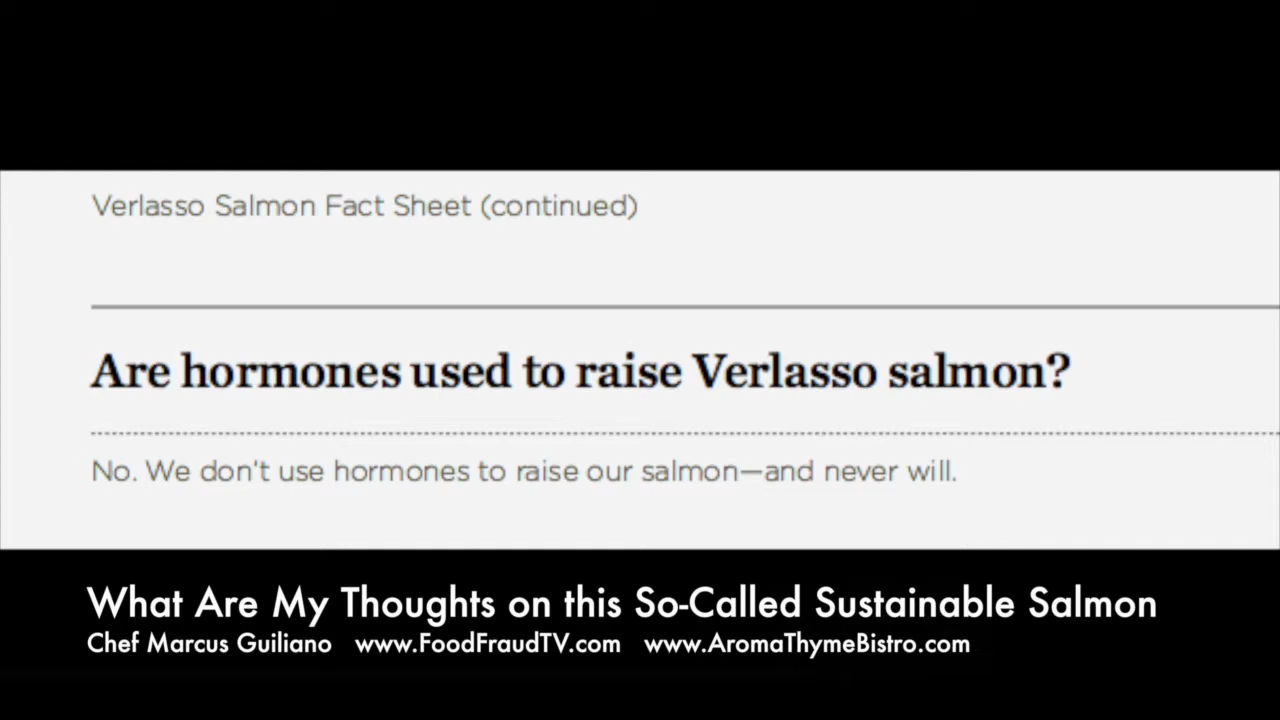 Verlasso Salmon Fact Sheet (continued)
Are hormones used to raise Verlasso salmon?
No. We don't use hormones to raise our salmon—and never will.
What Are My Thoughts on this So-Called Sustainable Salmon
Chef Marcus Guiliano www.FoodFraudTV.com www.AromaThymeBistro.com